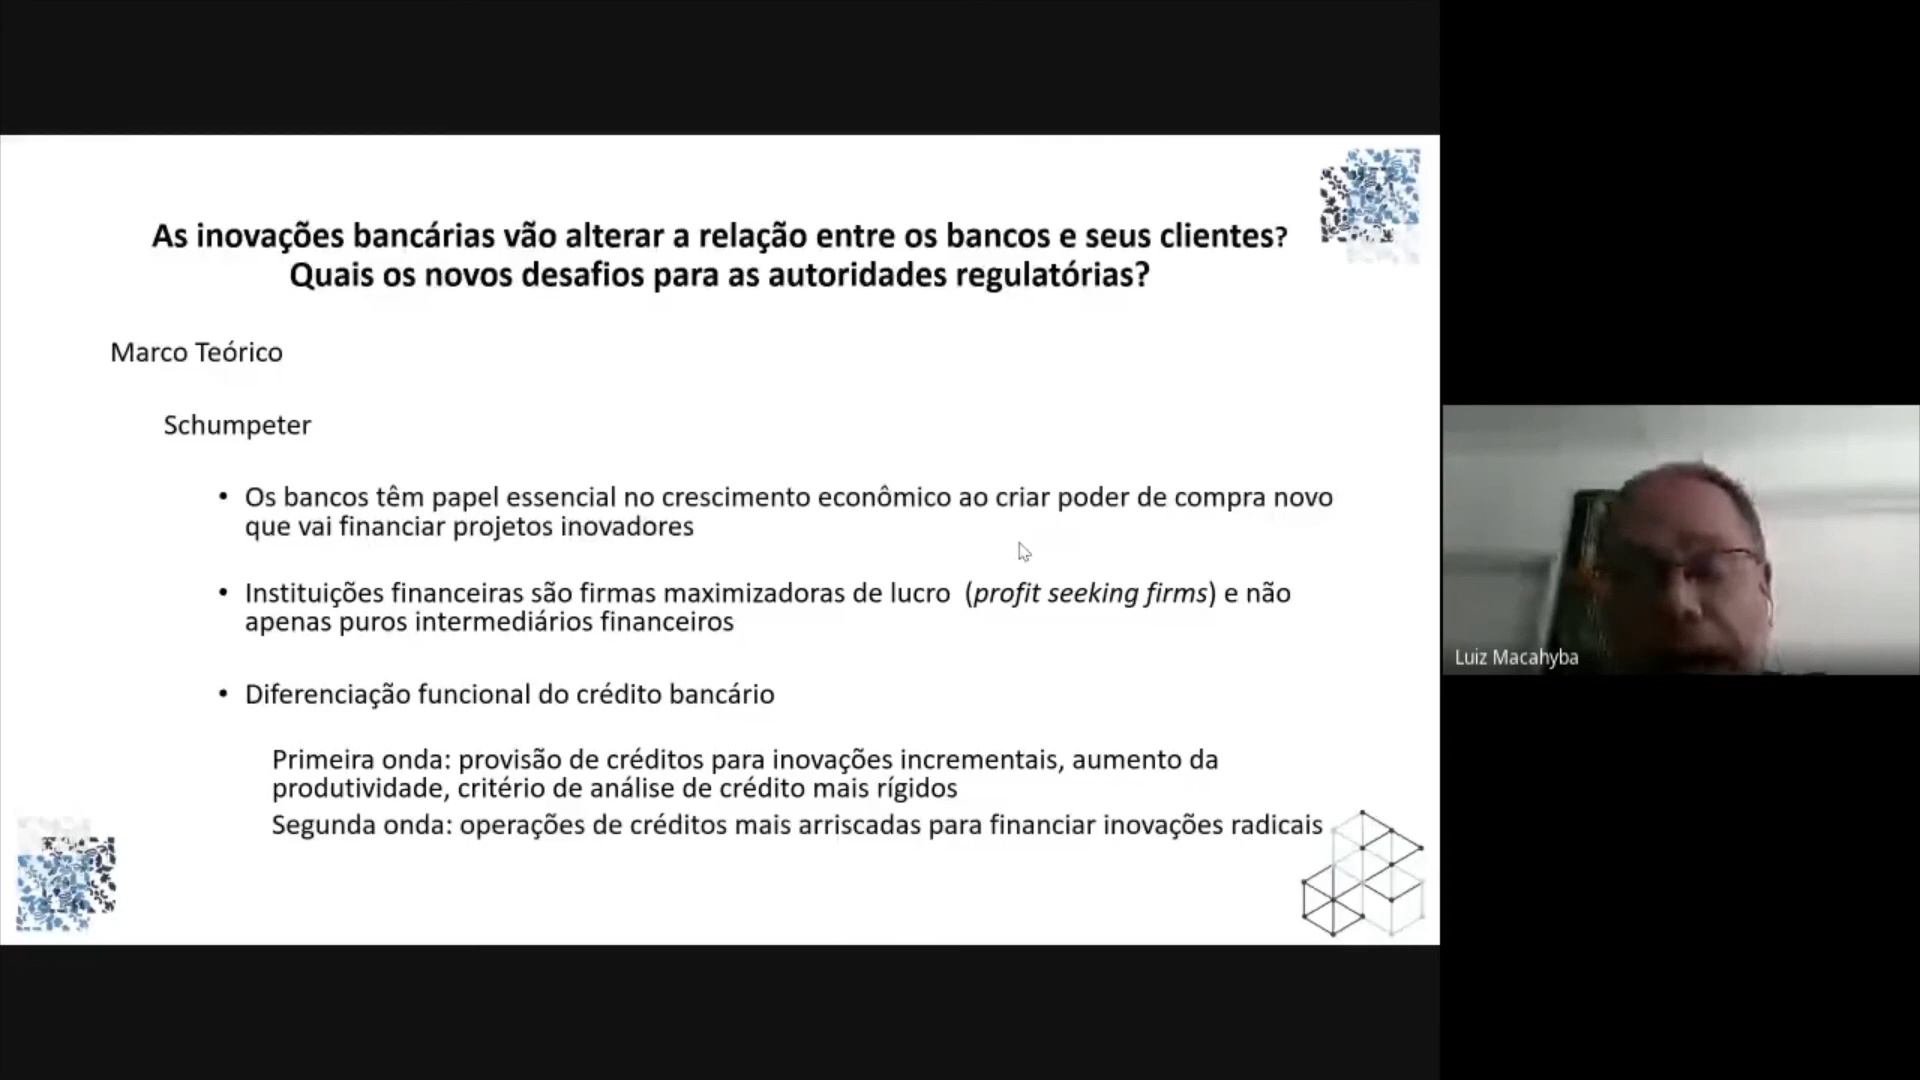 As inovações bancárias vão alterar a relação entre os bancos e seus clientes?
Quais os novos desafios para as autoridades regulatórias?
Marco Teórico
Schumpeter
• Os bancos têm papel essencial no crescimento econômico ao criar poder de compra novo
que vai financiar projetos inovadores
• Instituições financeiras são firmas maximizadoras de lucro (profit seeking firms) e não
apenas puros intermediários financeiros
• Diferenciação funcional do crédito bancário
Primeira onda: provisão de créditos para inovações incrementais, aumento da
produtividade, critério de análise de crédito mais rígidos
Segunda onda: operações de créditos mais arriscadas para financiar inovações radicais
Luiz Macahyba